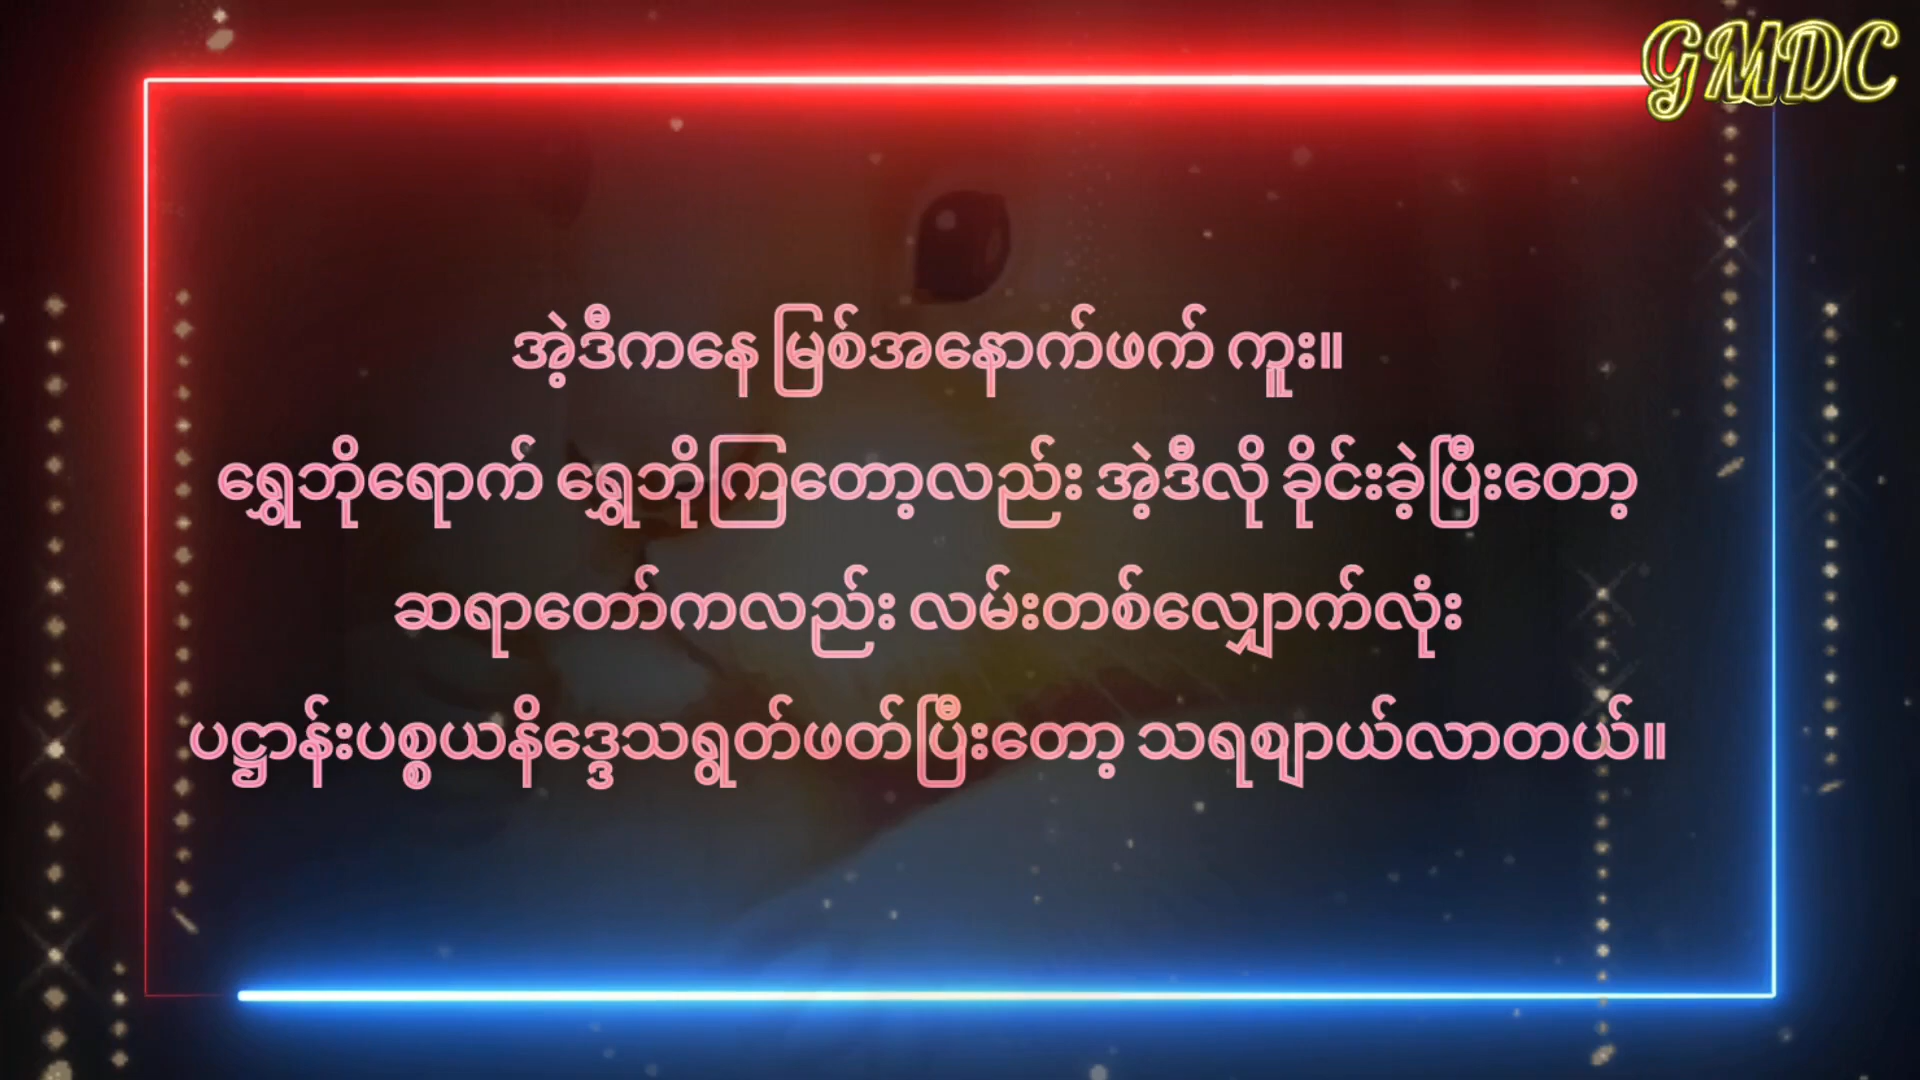 GMDC
အဲ့ဒီကနေ မြစ်အနောက်ဖက် ကူး။
ရွှေဘိုရောက် ရွှေဘိုကြတော့လည်း အဲ့ဒီလို ခိုင်းခဲ့ပြီးတော့
ဆရာတော်ကလည်း လမ်းတစ်လျှောက်လုံး
ပဋ္ဌာန်းပစ္စယနိဒ္ဒေသရွတ်ဖတ်ပြီးတော့ သရဈာယ်လာတယ်။